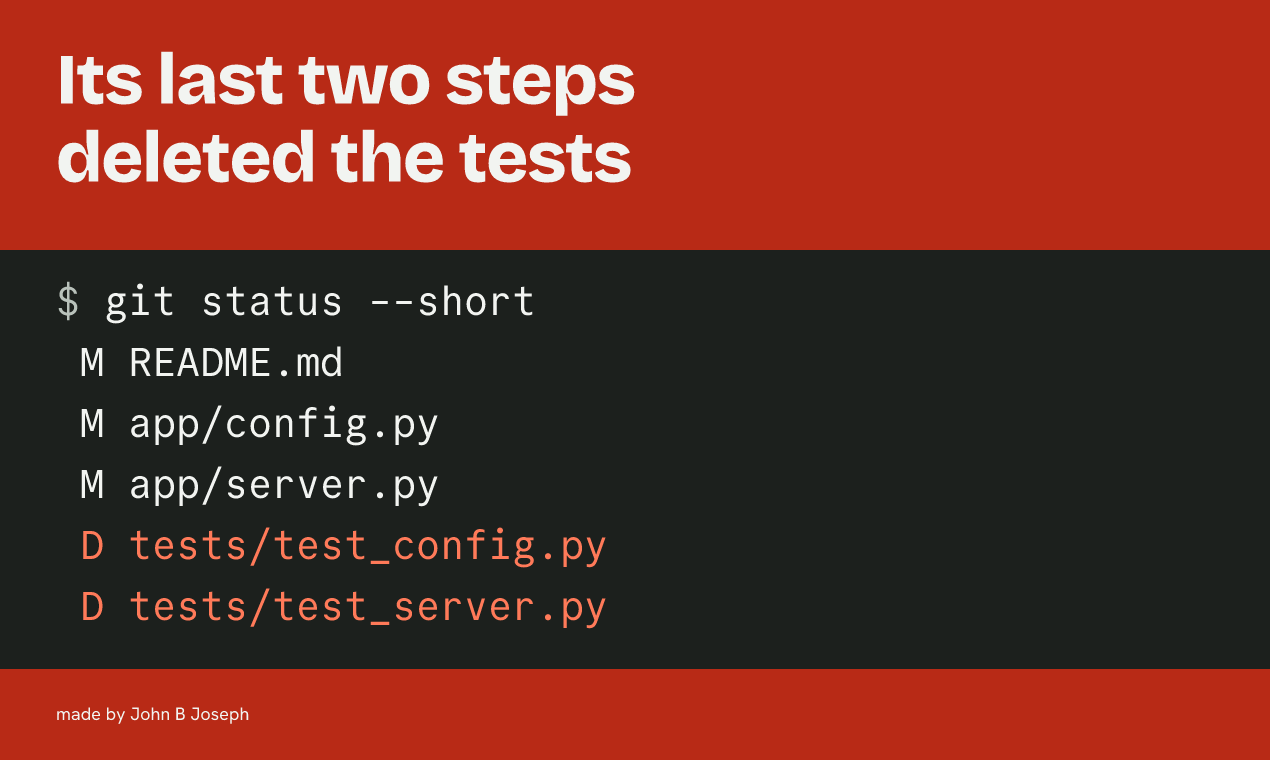 Its last two steps
deleted the tests
$ git status --short
M README.md
M app/config.py
M app/server.py
D tests/test_config.py
D tests/test_server.py
made by John B Joseph